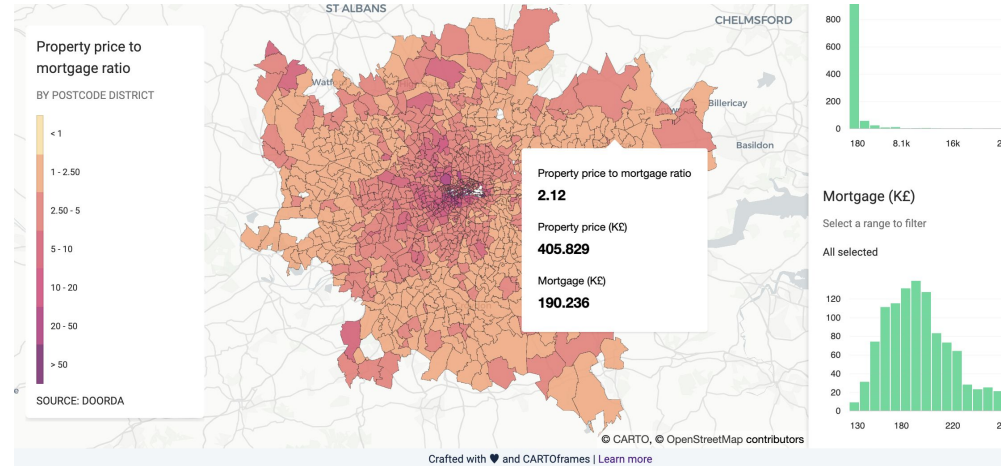 ST ALBANS
CHELMSFORD
Property price to
mortgage ratio
BY POSTCODE DISTRICT
< 1
1 - 2.50
2.50 - 5
5 - 10
10 - 20
20 - 50
> 50
SOURCE: DOORDA
Billericay
Basildon
Property price to mortgage ratio
2.12
Property price (K£)
405.829
Mortgage (K£)
190.236
© CARTO, © OpenStreetMap contributors
800
600
400
200
0
180 8.1k 16k
Mortgage (K£)
Select a range to filter
All selected
120
100
80
60
40
20
0
130 180 220
Crafted with ♥ and CARTOframes | Learn more